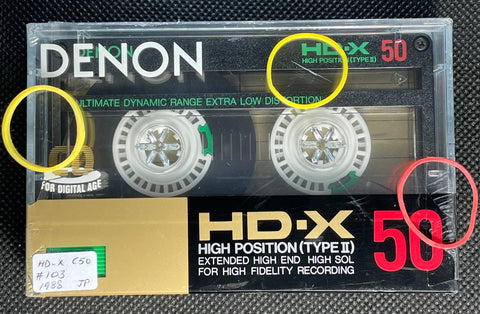 DENON
DENON
HD·X 50
HIGH POSITION (TYPE II)
ULTIMATE DYNAMIC RANGE EXTRA LOW DISTORTION
FOR DIGITAL AGE
HD·X 50
HIGH POSITION (TYPE II)
EXTENDED HIGH END HIGH SOL
FOR HIGH FIDELITY RECORDING
HD-X C50
#103
1988 JP